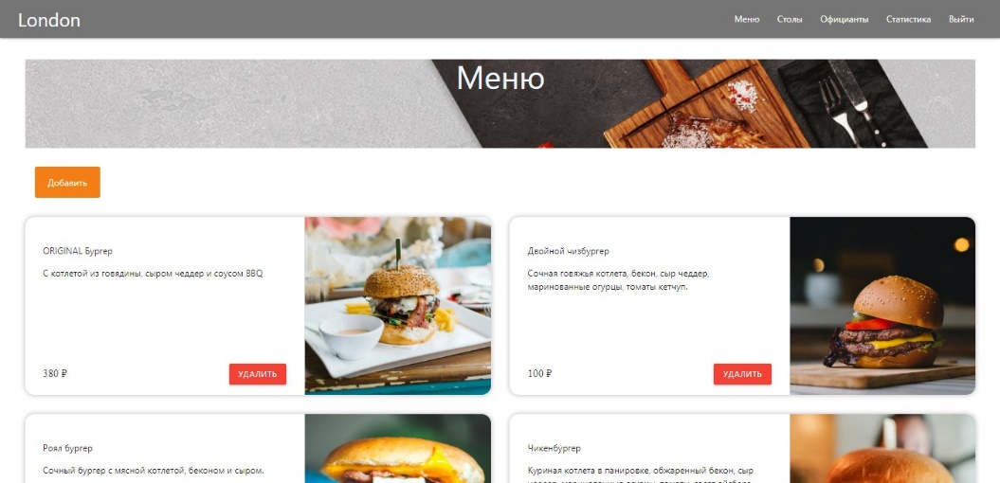 London
Меню
Столы
Официанты
Статистика
Выйти
Меню
Добавить
ORIGINAL Бургер
С котлетой из говядины, сыром чеддер и соусом BBQ
380 ₽
УДАЛИТЬ
Двойной чизбургер
Сочная говяжья котлета, бекон, сыр чеддер,
маринованные огурцы, томаты кетчуп.
100 ₽
УДАЛИТЬ
Роял бургер
Сочный бургер с мясной котлетой, беконом и сыром.
Чикенбургер
Куриная котлета в панировке, обжаренный бекон, сыр